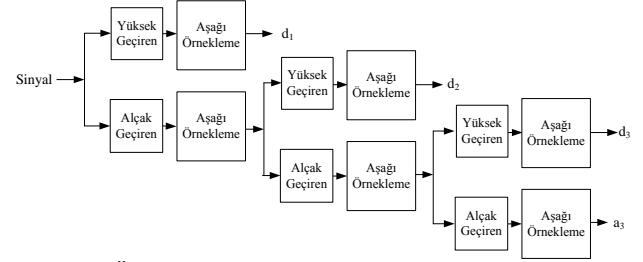 Yüksek
Geçiren
Aşağı
Örnekleme
d₁
Sinyal
Alçak
Geçiren
Aşağı
Örnekleme
Yüksek
Geçiren
Aşağı
Örnekleme
d₂
Alçak
Geçiren
Aşağı
Örnekleme
Yüksek
Geçiren
Aşağı
Örnekleme
d₃
Alçak
Geçiren
Aşağı
Örnekleme
a₃